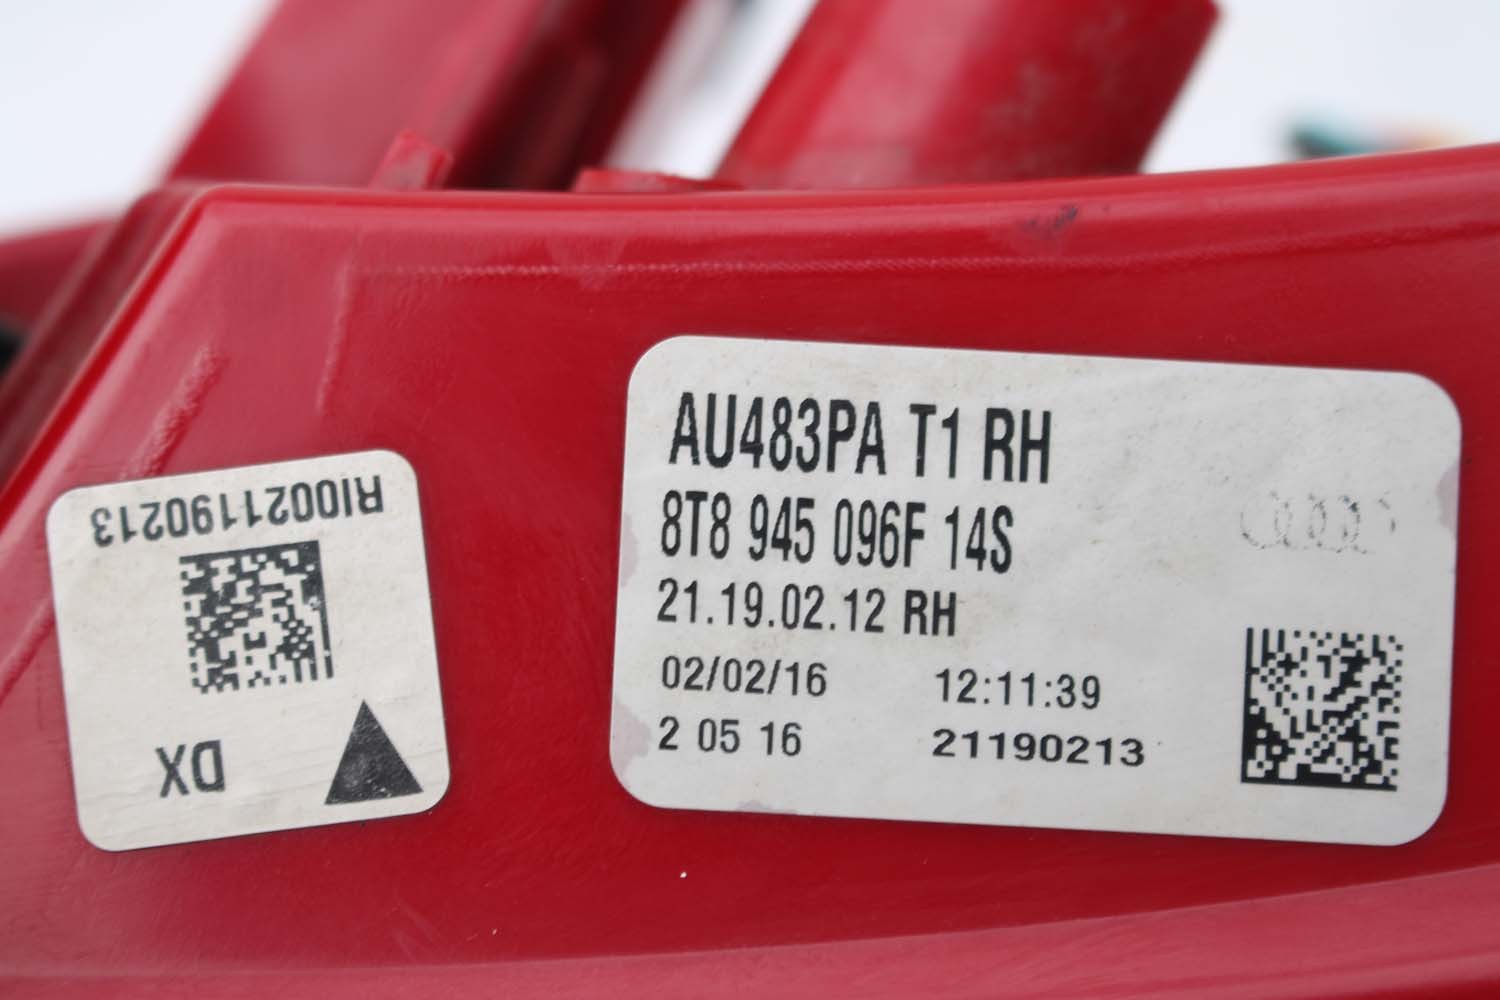 RI0021190213
DX
AU483PA T1 RH
8T8 945 096F 14S
21.19.02.12 RH
02/02/16 12:11:39
2 05 16 21190213